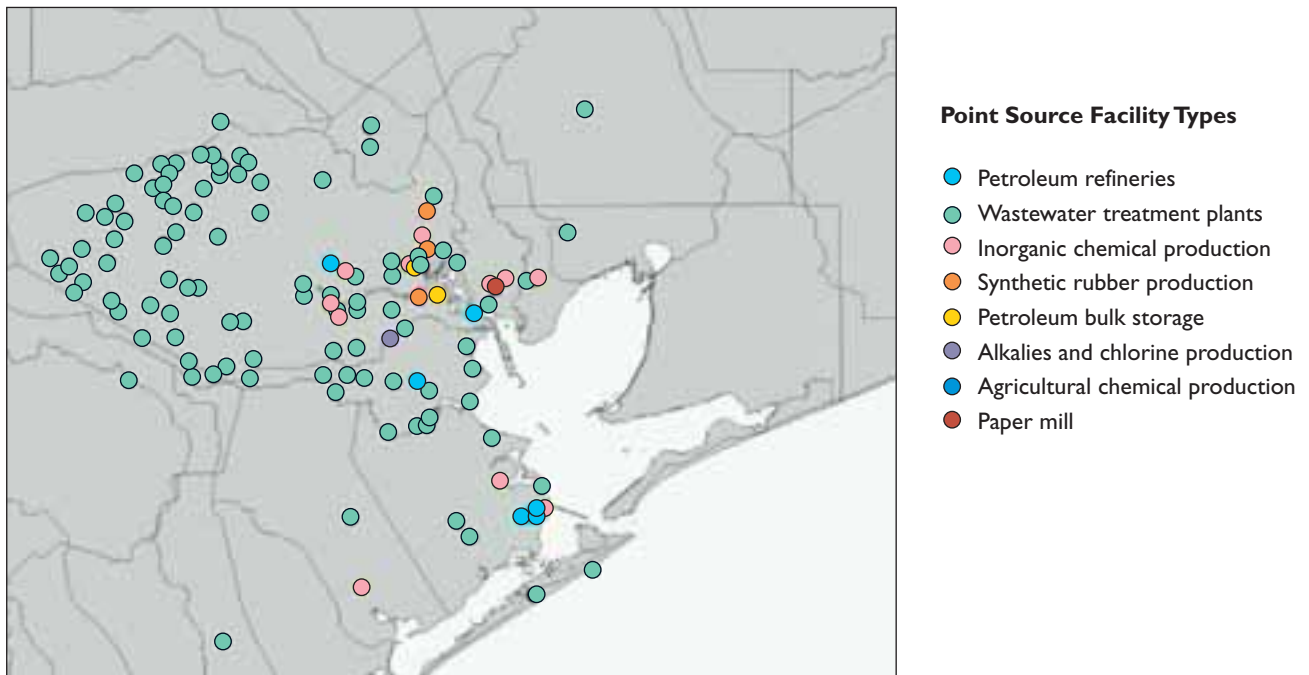 Point Source Facility Types
Petroleum refineries
Wastewater treatment plants
Inorganic chemical production
Synthetic rubber production
Petroleum bulk storage
Alkalies and chlorine production
Agricultural chemical production
Paper mill